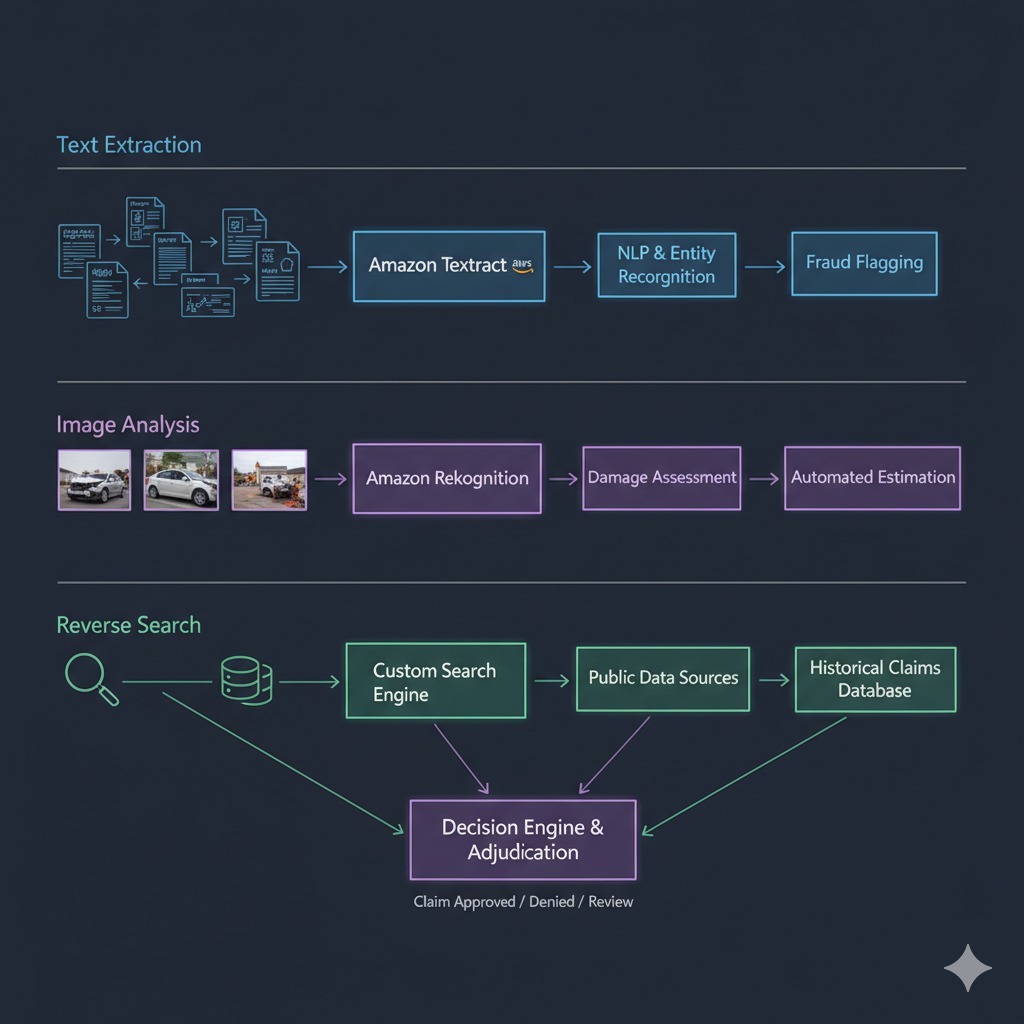 Text Extraction
Amazon Textract aws
NLP & Entity
Recorgnition
Fraud Flagging
Image Analysis
Amazon Rekognition
Damage Assessment
Automated Estimation
Reverse Search
Custom Search
Engine
Public Data Sources
Historical Claims
Database
Decision Engine &
Adjudication
Claim Approved / Denied / Review